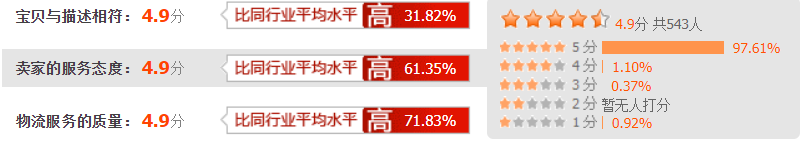 宝贝与描述相符：4.9分 比同行业平均水平 高 31.82%
卖家的服务态度：4.9分 比同行业平均水平 高 61.35%
物流服务的质量：4.9分 比同行业平均水平 高 71.83%
4.9分 共543人
5分 97.61%
4分 1.10%
3分 0.37%
2分 暂无人打分
1分 0.92%